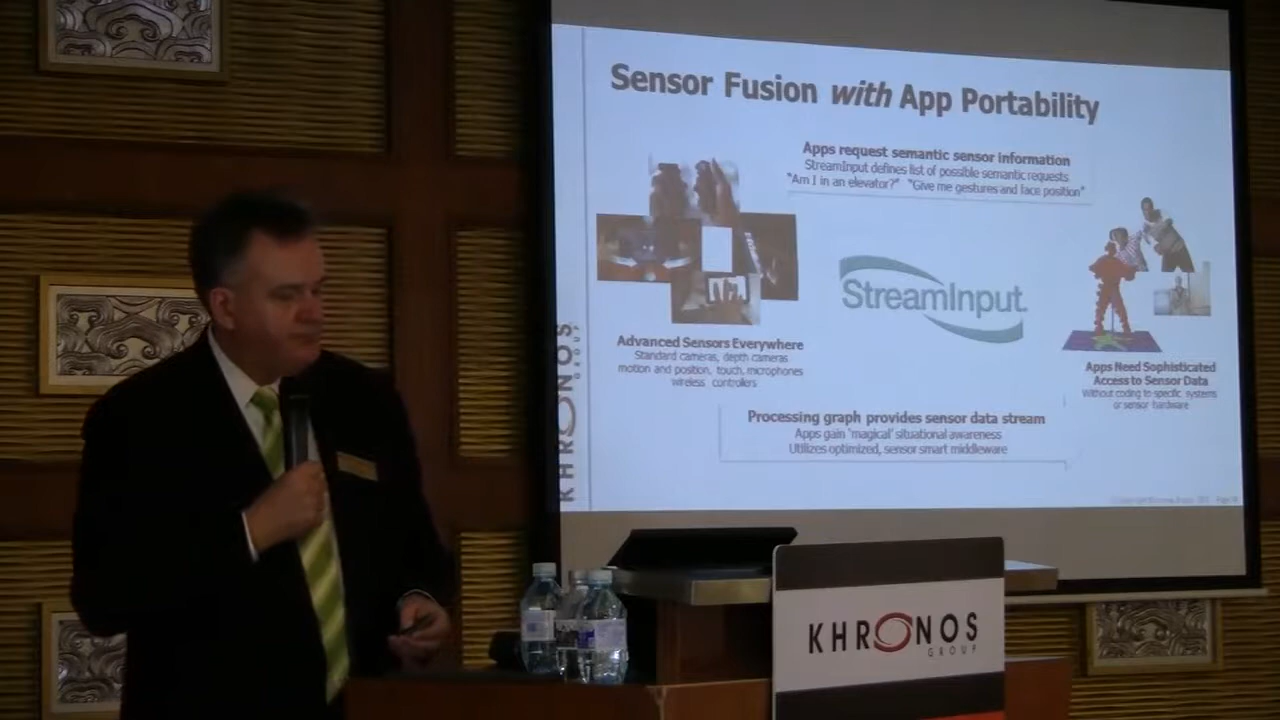 Sensor Fusion with App Portability
Apps request semantic sensor information
StreamInput defines list of possible semantic requests
"Am I in an elevator?" "Give me gestures and face position"
StreamInput.
Advanced Sensors Everywhere
Standard cameras, depth cameras
motion and position, touch, microphones
wireless controllers
Apps Need Sophisticated
Access to Sensor Data
Without coding to specific systems
or sensor hardware
Processing graph provides sensor data stream
Apps gain 'magical' situational awareness
Utilizes optimized, sensor smart middleware
KHRONOS
GROUP
KHRONOS
GROUP